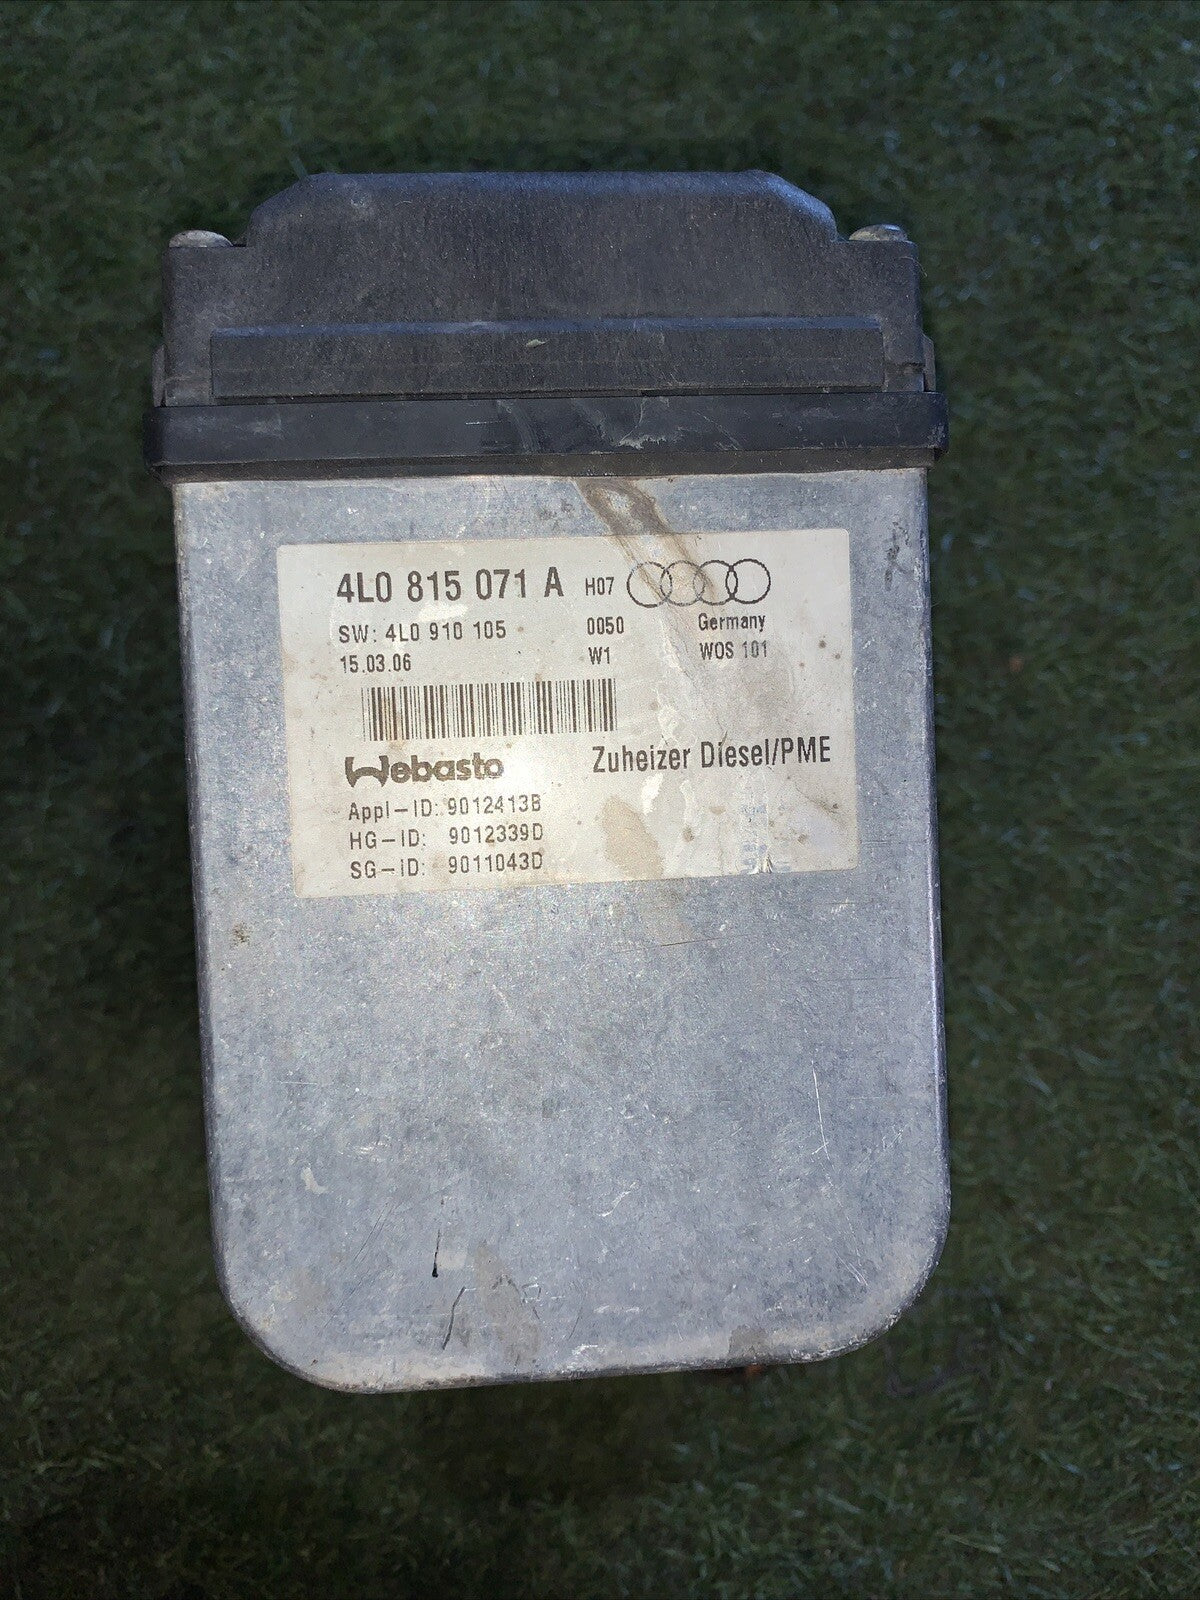 4L0 815 071 A H07
SW: 4L0 910 105 0050 Germany
15.03.06 W1 WOS 101
Webasto Zuheizer Diesel/PME
Appl-ID: 9012413B
HG-ID: 9012339D
SG-ID: 9011043D